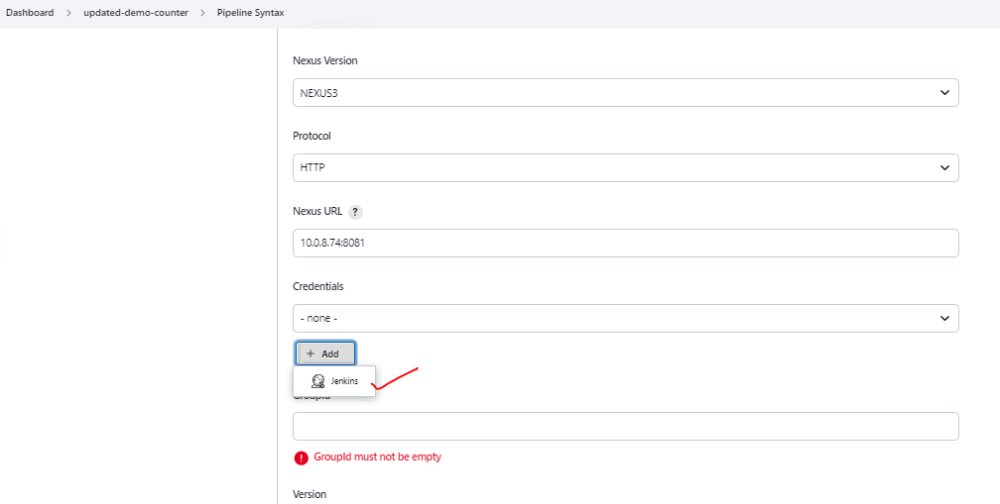 Dashboard > updated-demo-counter > Pipeline Syntax
Nexus Version
NEXUS3
Protocol
HTTP
Nexus URL ?
10.0.8.74:8081
Credentials
- none -
+ Add
Jenkins
GroupId
! GroupId must not be empty
Version